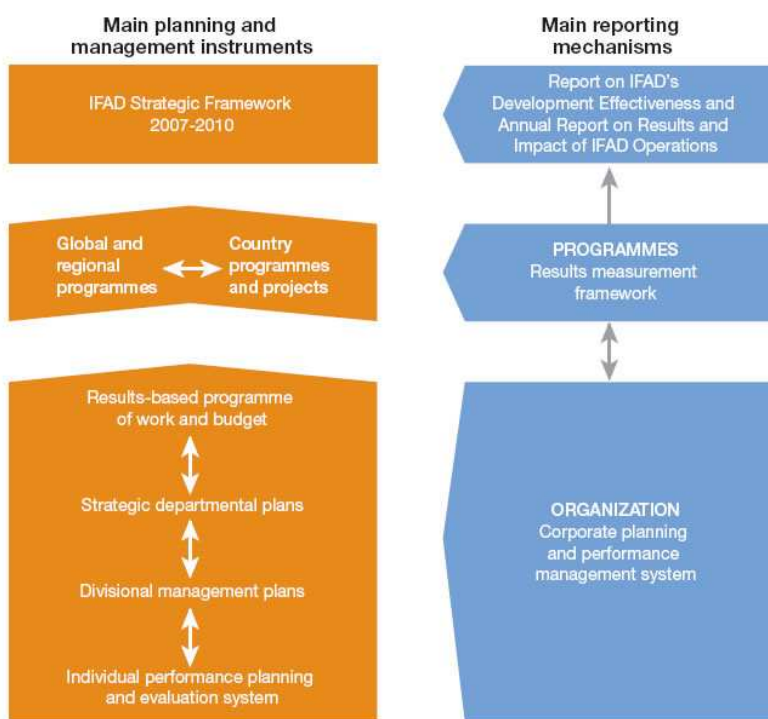 Main planning and
management instruments
IFAD Strategic Framework
2007-2010
Global and
regional
programmes
Country
programmes
and projects
Results-based programme
of work and budget
Strategic departmental plans
Divisional management plans
Individual performance planning
and evaluation system
Main reporting
mechanisms
Report on IFAD's
Development Effectiveness and
Annual Report on Results and
Impact of IFAD Operations
PROGRAMMES
Results measurement
framework
ORGANIZATION
Corporate planning
and performance
management system